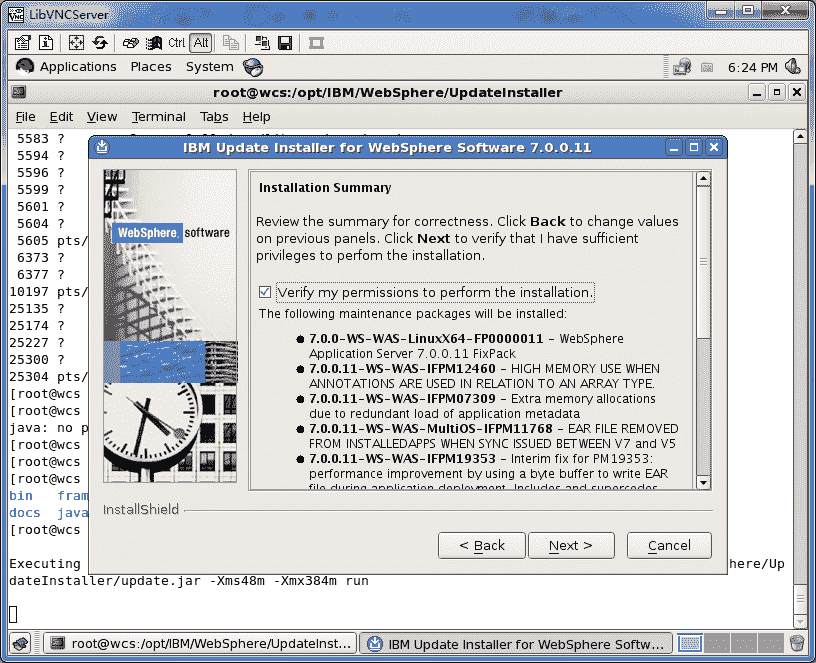 LibVNCServer
Ctrl Alt
Applications Places System 6:24 PM
root@wcs:/opt/IBM/WebSphere/UpdateInstaller
File Edit View Terminal Tabs Help
5583 ?
5594 ?
5596 ?
5599 ?
5601 ?
5604 ?
5605 pts/
6373 ?
6377 ?
10197 pts/
25135 ?
25174 ?
25227 ?
25300 ?
25304 pts/
[root@wcs
[root@wcs
java: no p
[root@wcs
[root@wcs
[root@wcs
bin fram
docs java
[root@wcs
IBM Update Installer for WebSphere Software 7.0.0.11
WebSphere. software
Installation Summary
Review the summary for correctness. Click Back to change values
on previous panels. Click Next to verify that I have sufficient
privileges to perfom the installation.
Verify my permissions to perform the installation.
The following maintenance packages will be installed:
● 7.0.0-WS-WAS-LinuxX64-FP0000011 - WebSphere
Application Server 7.0.0.11 FixPack
● 7.0.0.11-WS-WAS-IFPM12460 - HIGH MEMORY USE WHEN
ANNOTATIONS ARE USED IN RELATION TO AN ARRAY TYPE.
● 7.0.0.11-WS-WAS-IFPM07309 - Extra memory allocations
due to redundant load of application metadata
● 7.0.0.11-WS-WAS-MultiOS-IFPM11768 - EAR FILE REMOVED
FROM INSTALLEDAPPS WHEN SYNC ISSUED BETWEEN V7 and V5
● 7.0.0.11-WS-WAS-IFPM19353 - Interim fix for PM19353:
performance improvement by using a byte buffer to write EAR
file during application deployment. Includes and supercedes
InstallShield
< Back Next > Cancel
Executing here/Up
dateInstaller/update.jar -Xms48m -Xmx384m run
root@wcs:/opt/IBM/WebSphere/UpdateInst... IBM Update Installer for WebSphere Softw...